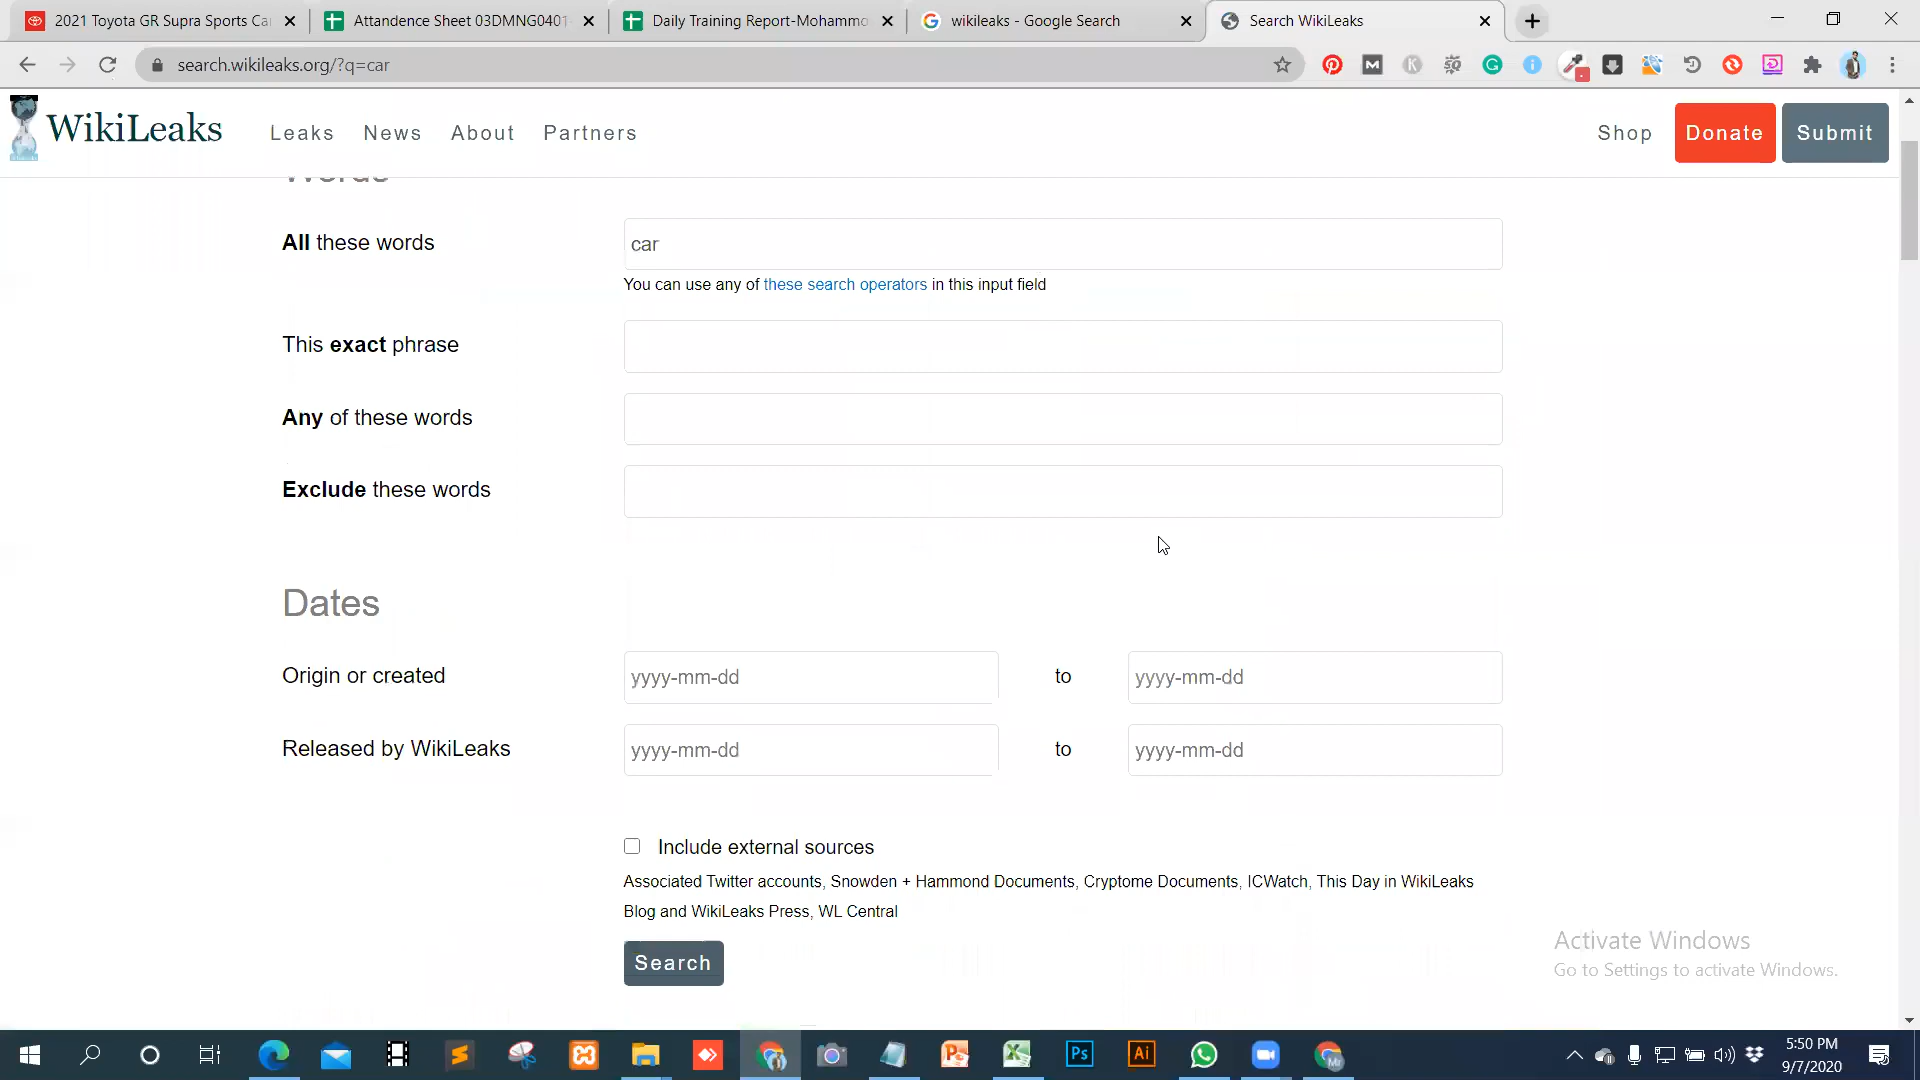 2021 Toyota GR Supra Sports Ca
Attandence Sheet 03DMNG0401
Daily Training Report-Mohammo
wikileaks - Google Search
Search WikiLeaks
search.wikileaks.org/?q=car
WikiLeaks
Leaks
News
About
Partners
Shop
Donate
Submit
Words
All these words
car
You can use any of these search operators in this input field
This exact phrase
Any of these words
Exclude these words
Dates
Origin or created
yyyy-mm-dd
to
yyyy-mm-dd
Released by WikiLeaks
yyyy-mm-dd
to
yyyy-mm-dd
Include external sources
Associated Twitter accounts, Snowden + Hammond Documents, Cryptome Documents, ICWatch, This Day in WikiLeaks
Blog and WikiLeaks Press, WL Central
Search
Activate Windows
Go to Settings to activate Windows.
Ps
Ai
5:50 PM
9/7/2020